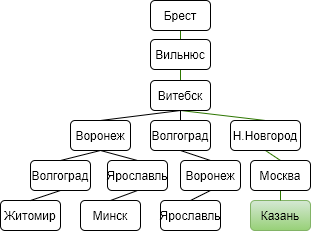 Брест
Вильнюс
Витебск
Воронеж Волгоград Н.Новгород
Волгоград Ярославль Воронеж Москва
Житомир Минск Ярославль Казань